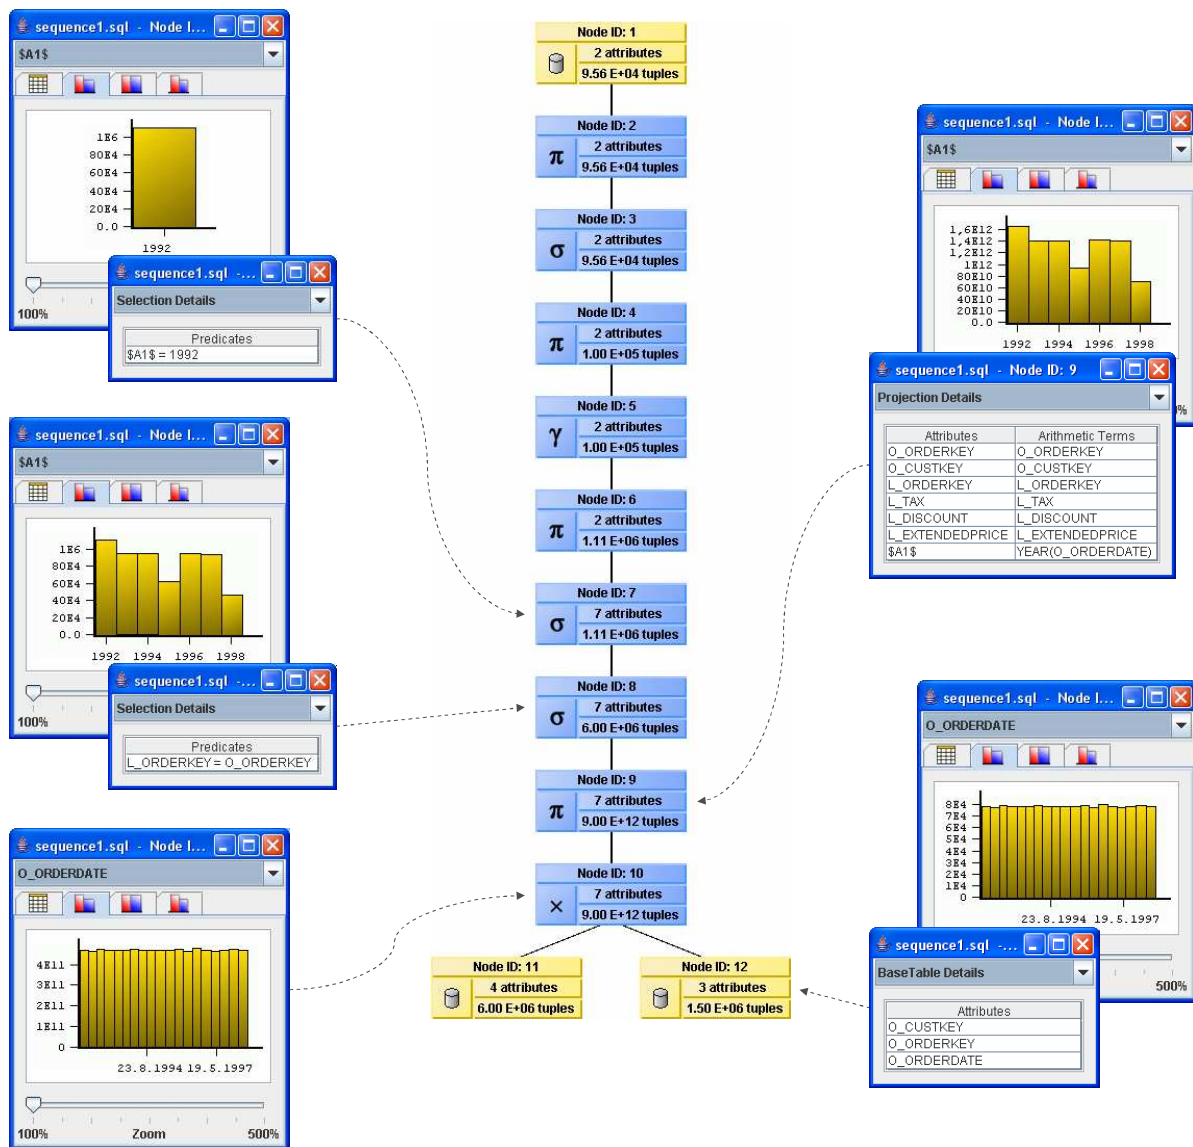 sequence1.sql - Node I...
$A1$
1E6
80E4
60E4
40E4
20E4
0.0
1992
100%
sequence1.sql -...
Selection Details
Predicates
$A1$ = 1992
sequence1.sql - Node I...
$A1$
1E6
80E4
60E4
40E4
20E4
0.0
1992 1994 1996 1998
100%
sequence1.sql -...
Selection Details
Predicates
L_ORDERKEY = O_ORDERKEY
sequence1.sql - Node I...
O_ORDERDATE
4E11
3E11
2E11
1E11
0
23.8.1994 19.5.1997
100% Zoom 500%
Node ID: 1
2 attributes
9.56 E+04 tuples
Node ID: 2
π
2 attributes
9.56 E+04 tuples
Node ID: 3
σ
2 attributes
9.56 E+04 tuples
Node ID: 4
π
2 attributes
1.00 E+05 tuples
Node ID: 5
γ
2 attributes
1.00 E+05 tuples
Node ID: 6
π
2 attributes
1.11 E+06 tuples
Node ID: 7
σ
7 attributes
1.11 E+06 tuples
Node ID: 8
σ
7 attributes
6.00 E+06 tuples
Node ID: 9
π
7 attributes
9.00 E+12 tuples
Node ID: 10
×
7 attributes
9.00 E+12 tuples
Node ID: 11
4 attributes
6.00 E+06 tuples
Node ID: 12
3 attributes
1.50 E+06 tuples
sequence1.sql - Node I...
$A1$
1,6E12
1,4E12
1,2E12
1E12
80E10
60E10
40E10
20E10
0.0
1992 1994 1996 1998
0%
sequence1.sql - Node ID: 9
Projection Details
Attributes Arithmetic Terms
O_ORDERKEY O_ORDERKEY
O_CUSTKEY O_CUSTKEY
L_ORDERKEY L_ORDERKEY
L_TAX L_TAX
L_DISCOUNT L_DISCOUNT
L_EXTENDEDPRICE L_EXTENDEDPRICE
$A1$ YEAR(O_ORDERDATE)
sequence1.sql - Node I...
O_ORDERDATE
8E4
7E4
6E4
5E4
4E4
3E4
2E4
1E4
0
23.8.1994 19.5.1997
500%
sequence1.sql -...
BaseTable Details
Attributes
O_CUSTKEY
O_ORDERKEY
O_ORDERDATE